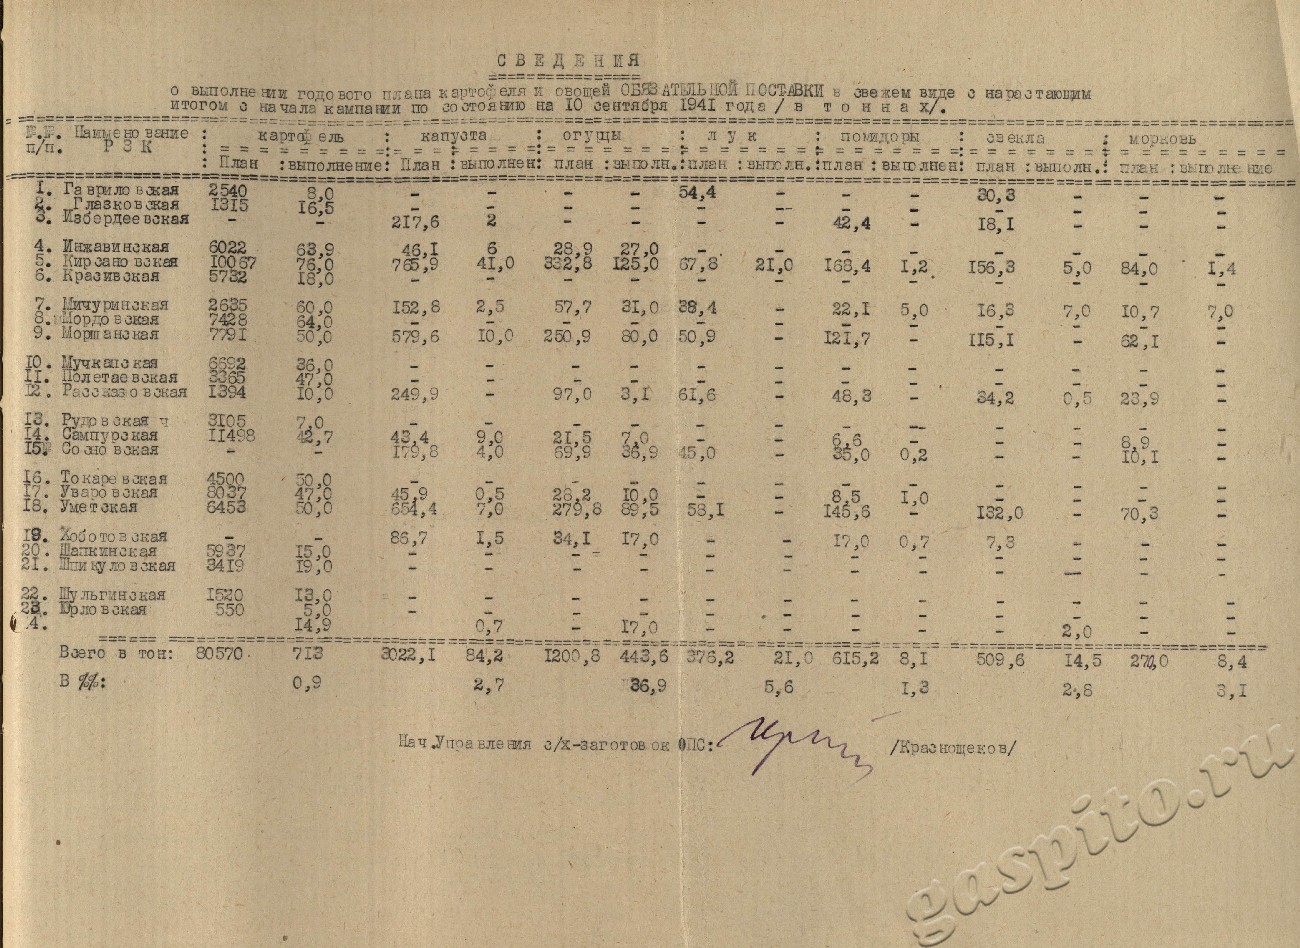 СВЕДЕНИЯ
о выполнении годового плана картофеля и овощей ОБЯЗАТЕЛЬНОЙ ПОСТАВКИ в свежем виде с нарастающим
итогом с начала кампании по состоянию на 10 сентября 1941 года /в тоннах/.
Наименование : картофель : капуста : огуцы : лук : помидоры : свекла : морковь
п/п. РЗК
: План :выполнение: План :выполнен: план :выполн.:план :выполн.:план :выполнен: план :выполн.: план :выполнение
1. Гавриловская 2540 8,0 - - - - 54,4 - - - 30,3 - - -
2. Глазковская 1315 16,5 - - - - - - - - - - - -
3. Избердеевская - - 217,6 2 - - - - 42,4 - 18,1 - - -
4. Инжавинская 6022 63,9 46,1 6 28,9 27,0 - - - - - - - -
5. Кирсановская 10067 76,0 765,9 41,0 332,8 125,0 67,8 21,0 168,4 1,2 156,3 5,0 84,0 1,4
6. Красивская 5732 18,0 - - - - - - - - - - - -
7. Мичуринская 2635 60,0 152,8 2,5 57,7 31,0 38,4 - 22,1 5,0 16,3 7,0 10,7 7,0
8. Мордовская 7428 64,0 - - - - - - - - - - - -
9. Моршанская 7791 50,0 579,6 10,0 250,9 80,0 50,9 - 121,7 - 115,1 - 62,1 -
10. Мучкапская 6692 36,0 - - - - - - - - - - - -
11. Полетаевская 3365 47,0 - - - - - - - - - - - -
12. Рассказовская 1394 10,0 249,9 - 97,0 3,1 61,6 - 48,3 - 34,2 0,5 23,9 -
13. Рудовская ч 3105 7,0 - - - - - - - - - - - -
14. Сампурская 11498 42,7 43,4 9,0 21,5 7,0 - - 6,6 - - - 8,9 -
15. Сосновская - - 179,8 4,0 69,9 36,9 45,0 - 35,0 0,2 - - 10,1 -
16. Токаревская 4500 50,0 - - - - - - - - - - - -
17. Уваровская 8037 47,0 45,9 0,5 28,2 10,0 - - 8,5 1,0 - - - -
18. Уметская 6453 50,0 654,4 7,0 279,8 89,5 58,1 - 145,6 - 132,0 - 70,3 -
19. Хоботовская - - 86,7 1,5 34,1 17,0 - - 17,0 0,7 7,3 - - -
20. Шапкинская 5937 15,0 - - - - - - - - - - - -
21. Шпикуловская 3419 19,0 - - - - - - - - - - - -
22. Шульгинская 1520 13,0 - - - - - - - - - - - -
23. Юрловская 550 5,0 - - - - - - - - - - - -
4. 14,9 - 0,7 - 17,0 - - - - - 2,0 - -
Всего в тон: 80570 713 3022,1 84,2 1200,8 443,6 376,2 21,0 615,2 8,1 509,6 14,5 270,0 8,4
В %%: 0,9 2,7 36,9 5,6 1,3 2,8 3,1
Нач.Управления с/х-заготовок ОПС: /Краснощеков/
gaspito.ru